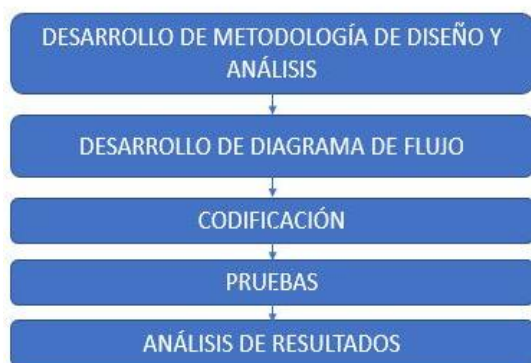 DESARROLLO DE METODOLOGÍA DE DISEÑO Y
ANÁLISIS
DESARROLLO DE DIAGRAMA DE FLUJO
CODIFICACIÓN
PRUEBAS
ANÁLISIS DE RESULTADOS